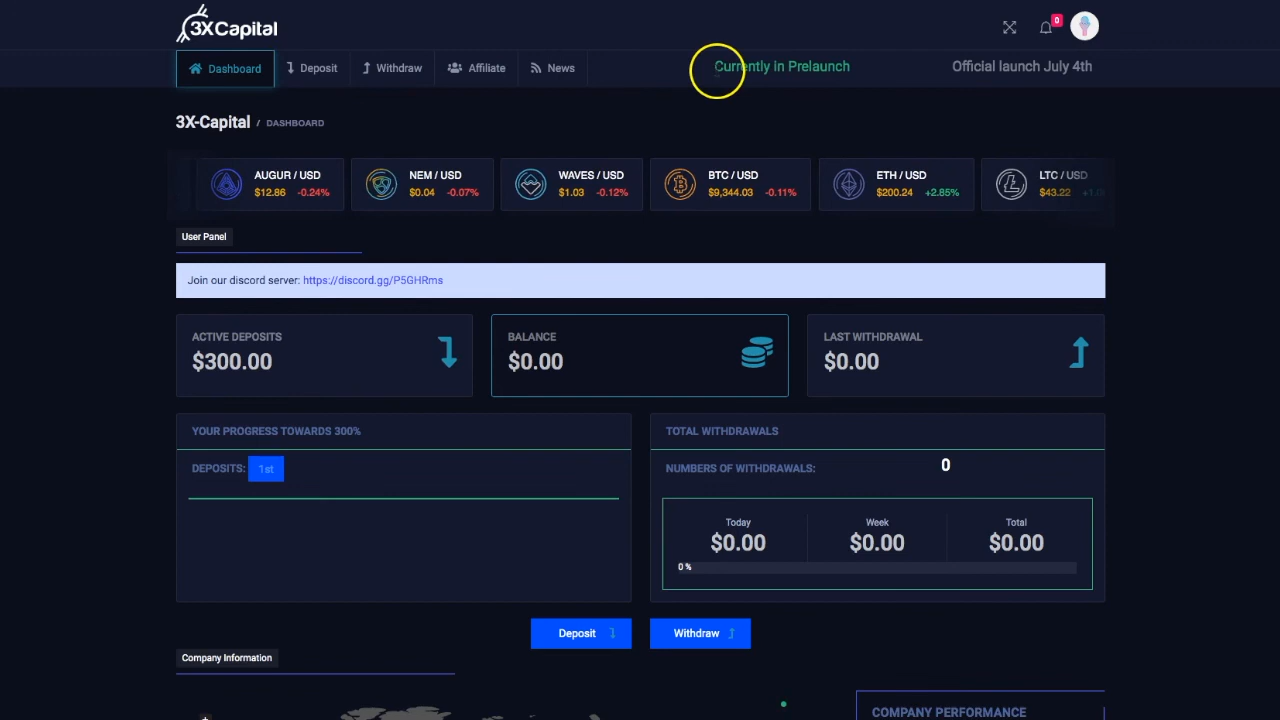 3XCapital
0
Dashboard
Deposit
Withdraw
Affiliate
News
Currently in Prelaunch
Official launch July 4th
3X-Capital / DASHBOARD
AUGUR / USD
$12.86 -0.24%
NEM / USD
$0.04 -0.07%
WAVES / USD
$1.03 -0.12%
BTC / USD
$9,344.03 -0.11%
ETH / USD
$200.24 +2.85%
LTC / USD
$43.22
User Panel
Join our discord server: https://discord.gg/P5GHRms
ACTIVE DEPOSITS
$300.00
BALANCE
$0.00
LAST WITHDRAWAL
$0.00
YOUR PROGRESS TOWARDS 300%
DEPOSITS: 1st
TOTAL WITHDRAWALS
NUMBERS OF WITHDRAWALS: 0
Today
$0.00
Week
$0.00
Total
$0.00
0 %
Deposit
Withdraw
Company Information
COMPANY PERFORMANCE